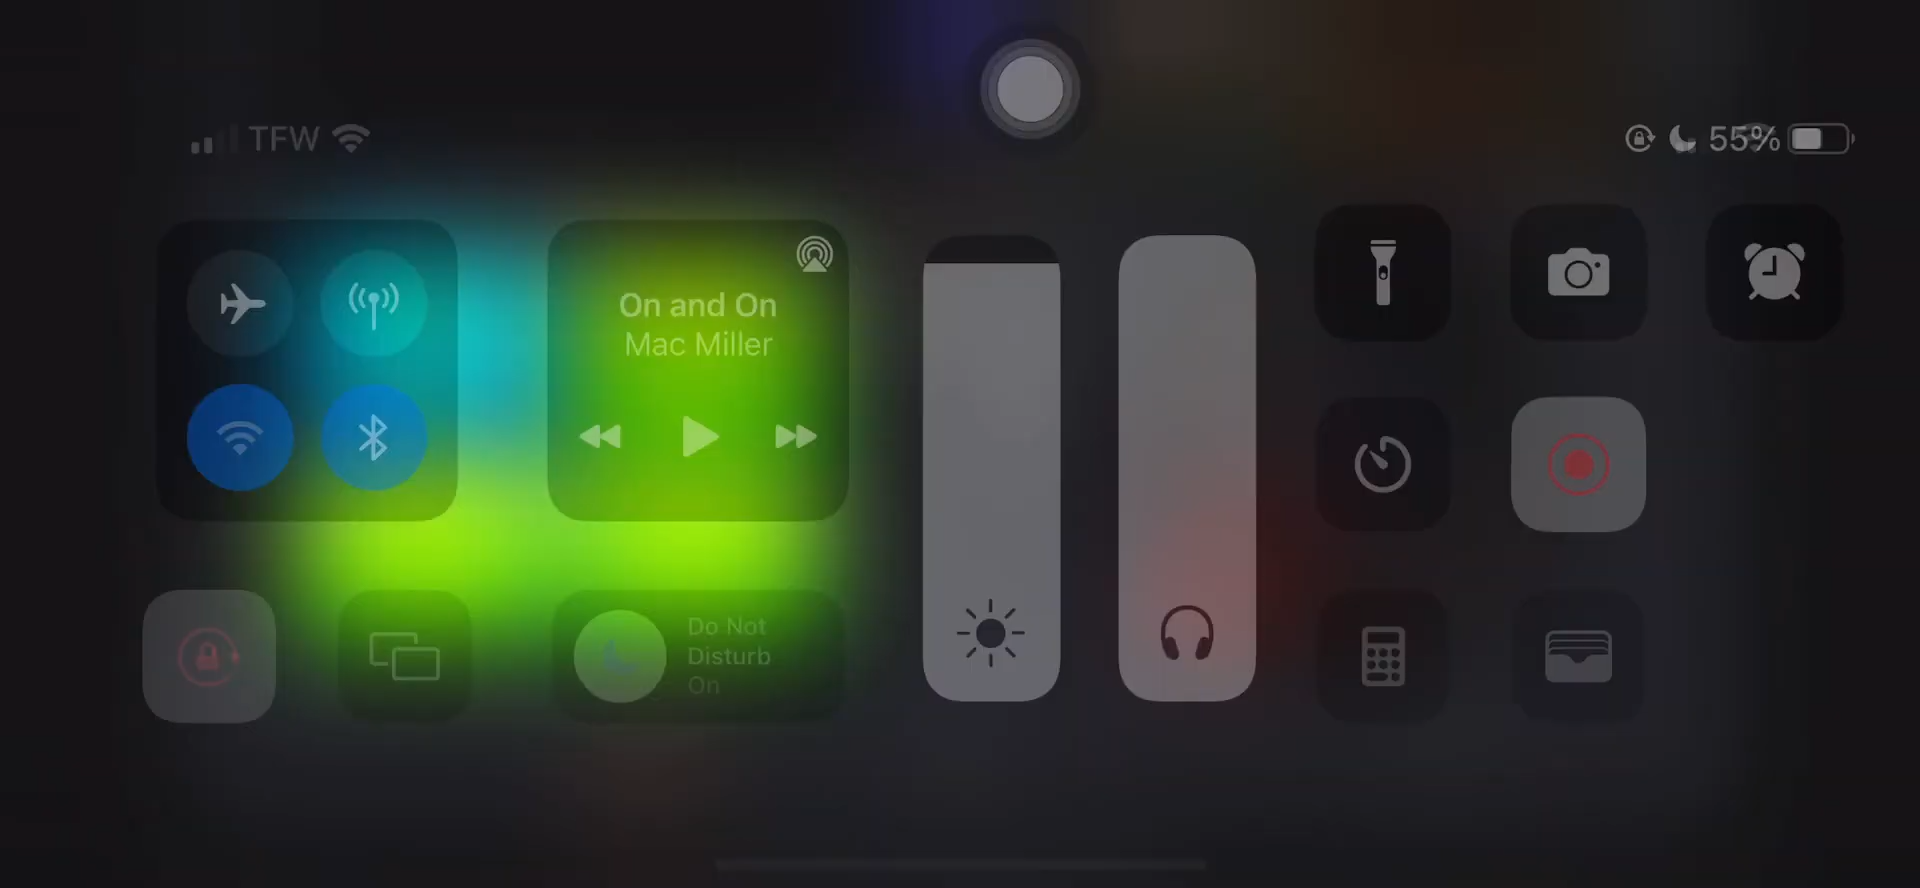 TFW
55%
On and On
Mac Miller
Do Not
Disturb
On